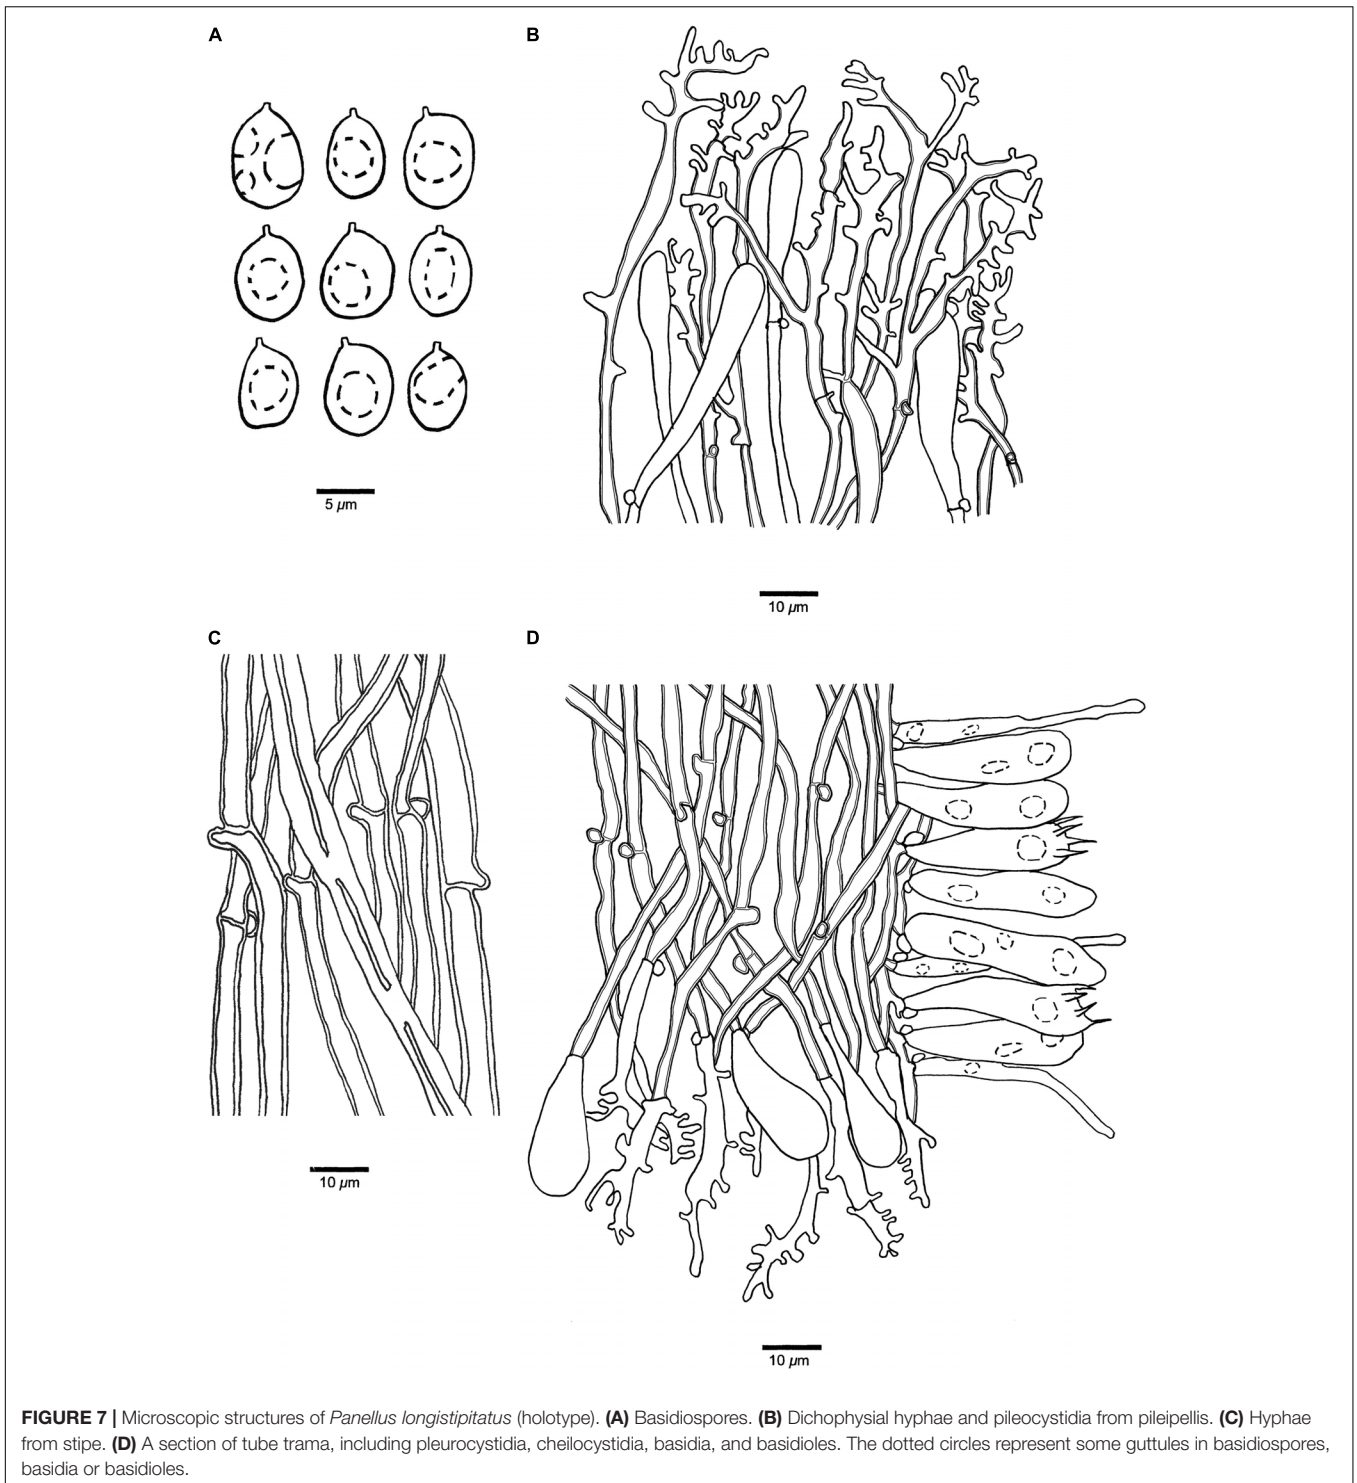 A
B
5 µm
10 µm
C
D
10 µm
10 µm
FIGURE 7 | Microscopic structures of Panellus longistipitatus (holotype). (A) Basidiospores. (B) Dichophysial hyphae and pileocystidia from pileipellis. (C) Hyphae
from stipe. (D) A section of tube trama, including pleurocystidia, cheilocystidia, basidia, and basidioles. The dotted circles represent some guttules in basidiospores,
basidia or basidioles.